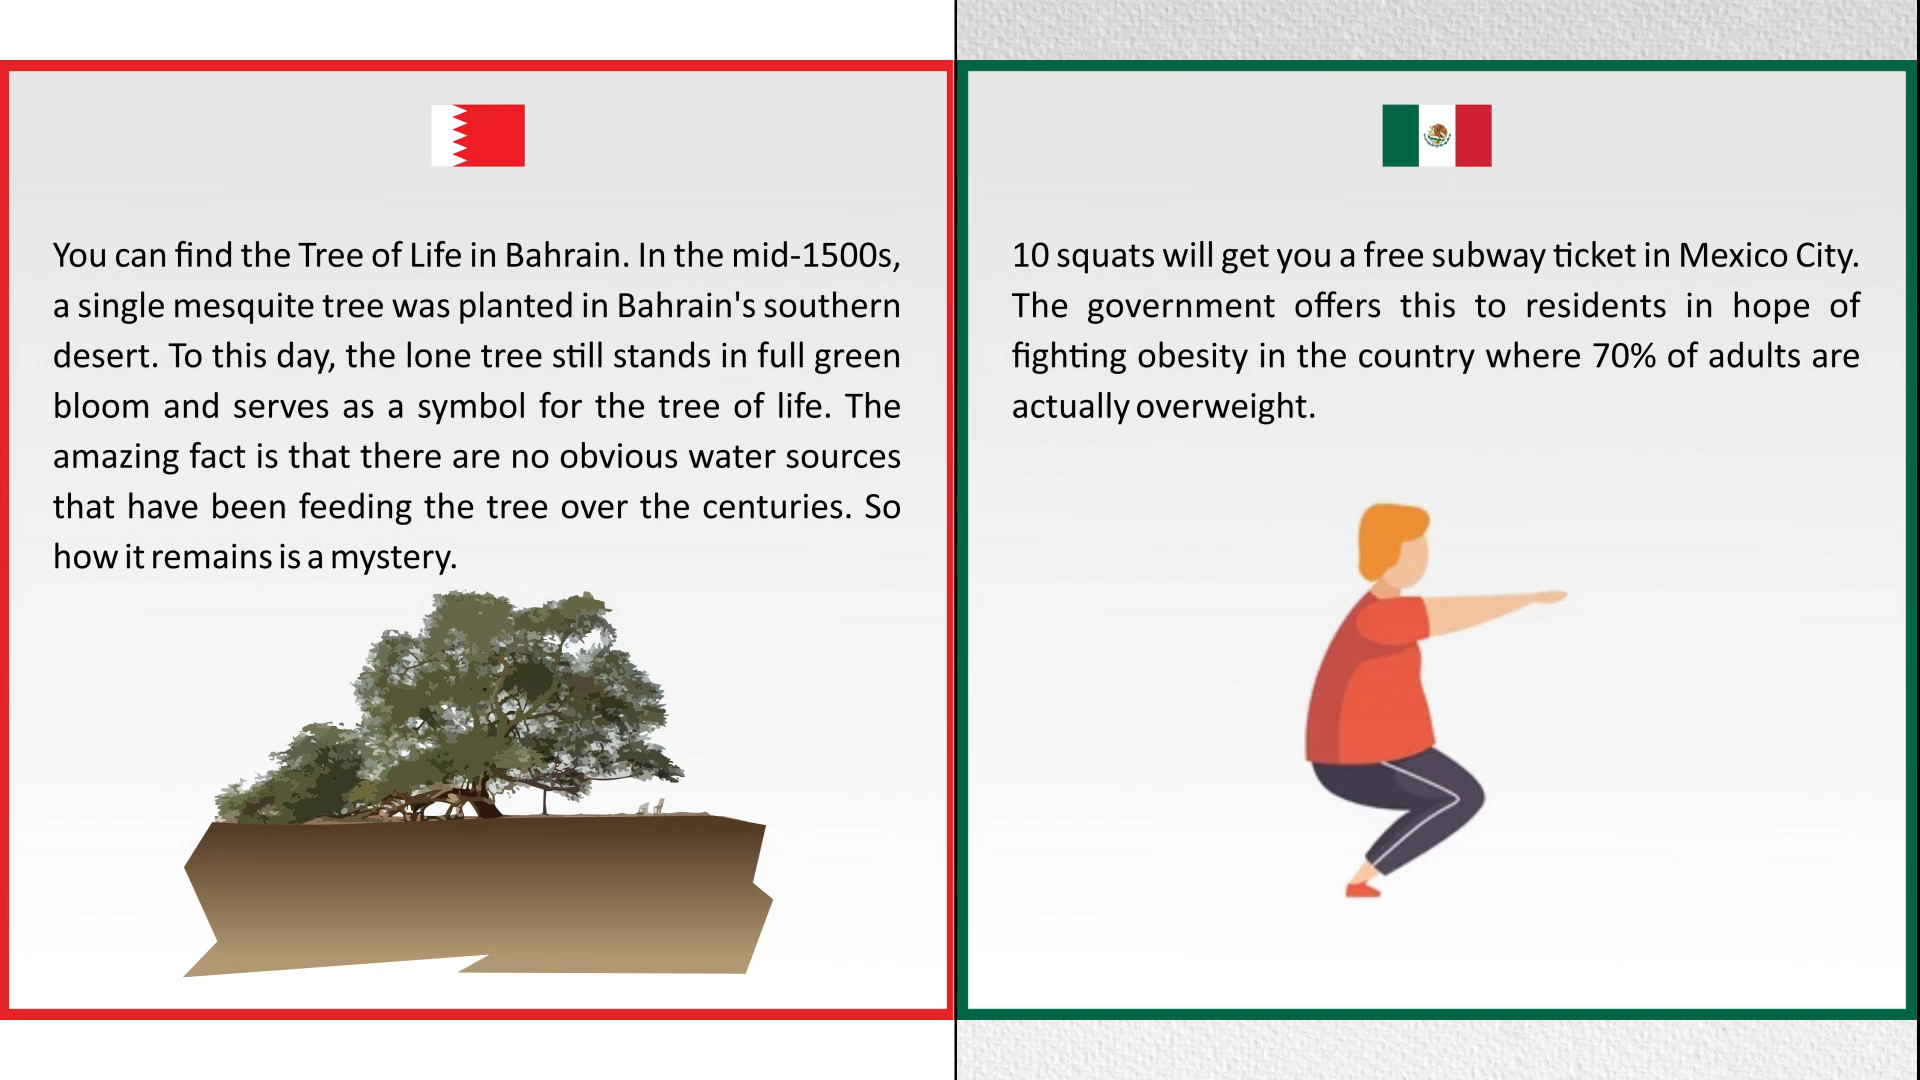 You can find the Tree of Life in Bahrain. In the mid-1500s,
a single mesquite tree was planted in Bahrain's southern
desert. To this day, the lone tree still stands in full green
bloom and serves as a symbol for the tree of life. The
amazing fact is that there are no obvious water sources
that have been feeding the tree over the centuries. So
how it remains is a mystery.
10 squats will get you a free subway ticket in Mexico City.
The government offers this to residents in hope of
fighting obesity in the country where 70% of adults are
actually overweight.